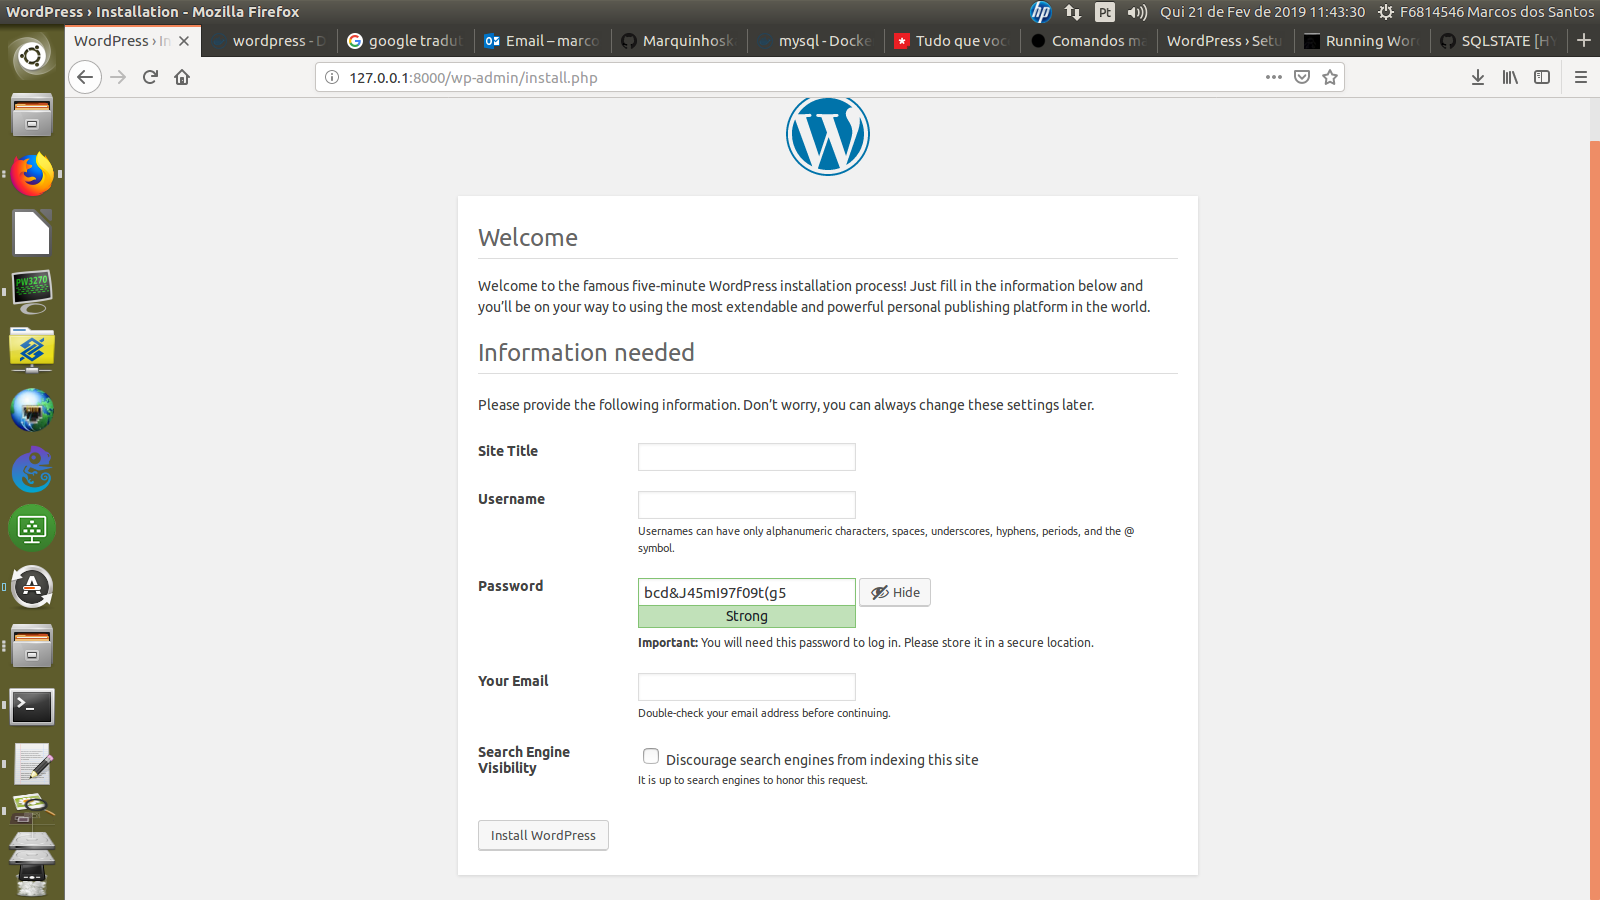 WordPress › Installation - Mozilla Firefox
hp
Pt
Qui 21 de Fev de 2019 11:43:30
F6814546 Marcos dos Santos
WordPress › In
wordpress - D
google tradut
Email – marco
Marquinhosk
mysql - Docke
Tudo que voc
Comandos ma
WordPress › Setu
Running Wor
SQLSTATE [HY
127.0.0.1:8000/wp-admin/install.php
PW3270
Welcome
Welcome to the famous five-minute WordPress installation process! Just fill in the information below and
you’ll be on your way to using the most extendable and powerful personal publishing platform in the world.
Information needed
Please provide the following information. Don’t worry, you can always change these settings later.
Site Title
Username
Usernames can have only alphanumeric characters, spaces, underscores, hyphens, periods, and the @
symbol.
Password
bcd&J45mI97f09t(g5
Hide
Strong
Important: You will need this password to log in. Please store it in a secure location.
Your Email
Double-check your email address before continuing.
Search Engine
Visibility
Discourage search engines from indexing this site
It is up to search engines to honor this request.
Install WordPress